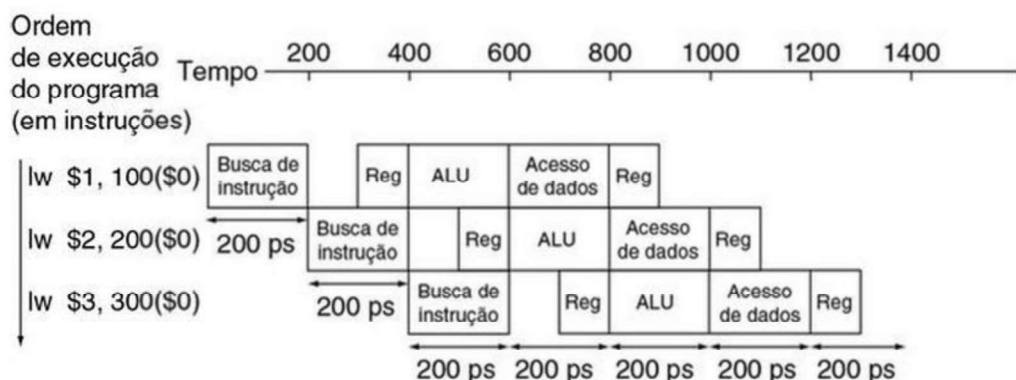 Ordem
de execução
do programa
(em instruções)
Tempo
200 400 600 800 1000 1200 1400
lw $1, 100($0)
Busca de
instrução
Reg
ALU
Acesso
de dados
Reg
200 ps
lw $2, 200($0)
Busca de
instrução
Reg
ALU
Acesso
de dados
Reg
200 ps
lw $3, 300($0)
Busca de
instrução
Reg
ALU
Acesso
de dados
Reg
200 ps 200 ps 200 ps 200 ps 200 ps